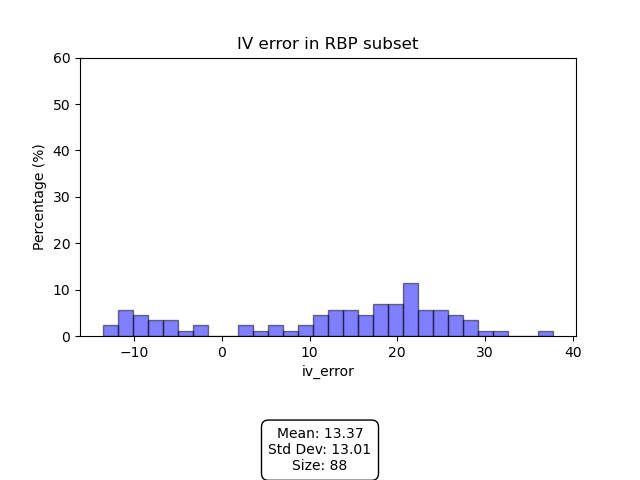 IV error in RBP subset
60
50
40
30
20
10
0
Percentage (%)
−10 0 10 20 30 40
iv_error
Mean: 13.37
Std Dev: 13.01
Size: 88